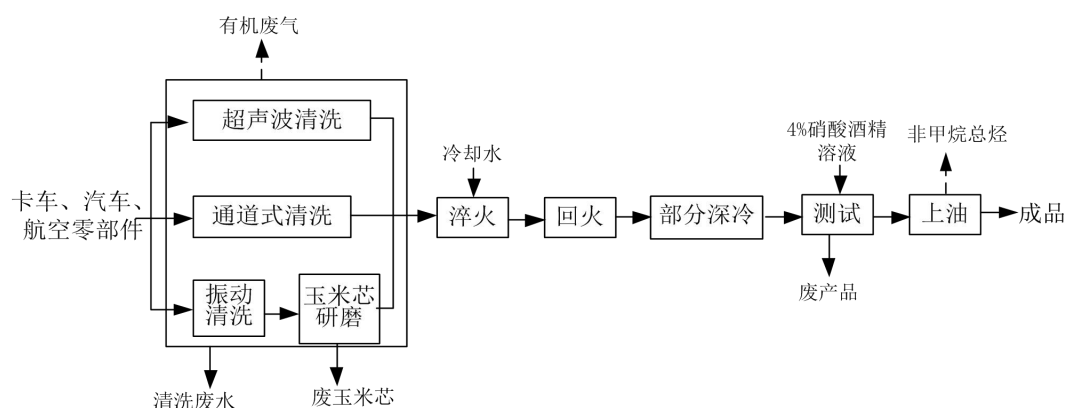 有机废气
超声波清洗
4%硝酸酒精
溶液
非甲烷总烃
冷却水
卡车、汽车、
航空零部件
通道式清洗
淬火
回火
部分深冷
测试
上油
成品
振动
清洗
玉米芯
研磨
废产品
清洗废水
废玉米芯